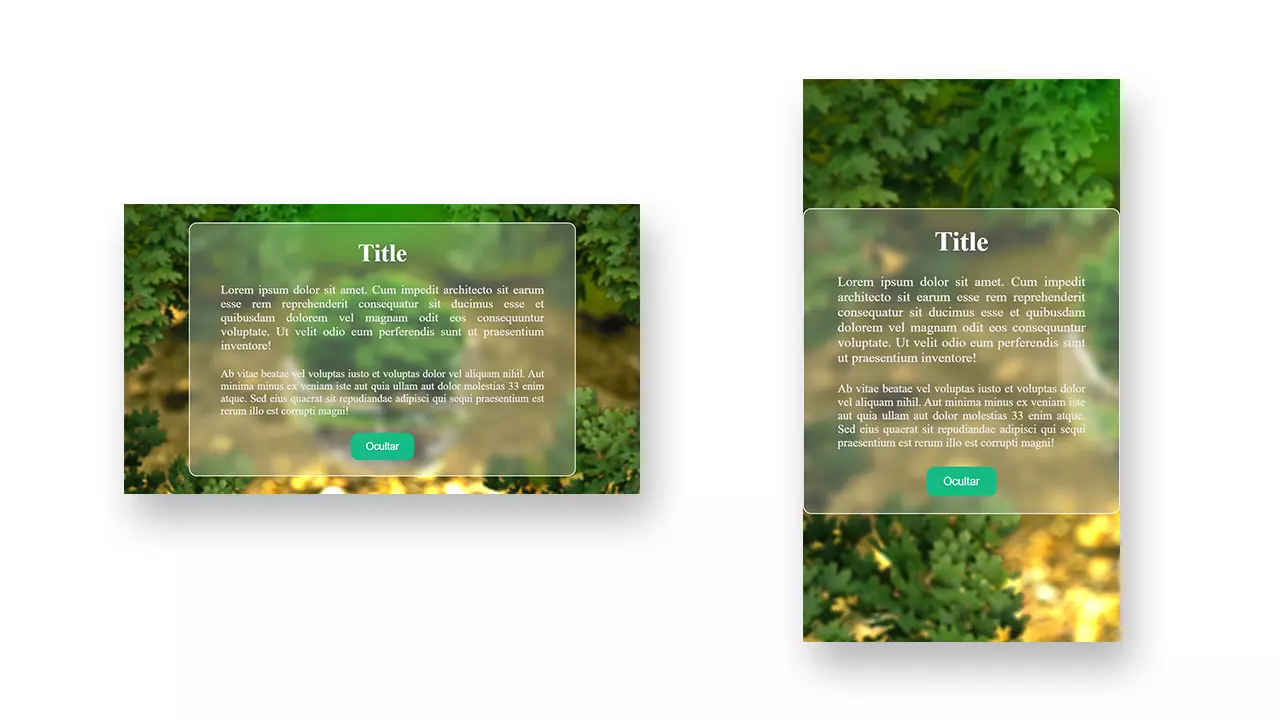 Title
Lorem ipsum dolor sit amet. Cum impedit architecto sit earum
esse rem reprehenderit consequatur sit ducimus esse et
quibusdam dolorem vel magnam odit eos consequuntur
voluptate. Ut velit odio eum perferendis sunt ut praesentium
inventore!
Ab vitae beatae vel voluptas iusto et voluptas dolor vel aliquam nihil. Aut
minima minus ex veniam iste aut quia ullam aut dolor molestias 33 enim
atque. Sed eius quaerat sit repudiandae adipisci qui sequi praesentium est
rerum illo est corrupti magni!
Ocultar
Title
Lorem ipsum dolor sit amet. Cum impedit
architecto sit earum esse rem reprehenderit
consequatur sit ducimus esse et quibusdam
dolorem vel magnam odit eos consequuntur
voluptate. Ut velit odio eum perferendis sunt
ut praesentium inventore!
Ab vitae beatae vel voluptas iusto et voluptas dolor
vel aliquam nihil. Aut minima minus ex veniam iste
aut quia ullam aut dolor molestias 33 enim atque.
Sed eius quaerat sit repudiandae adipisci qui sequi
praesentium est rerum illo est corrupti magni!
Ocultar